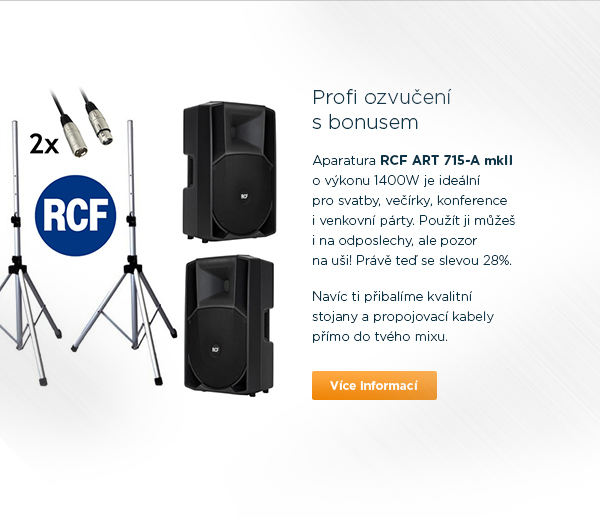 Profi ozvučení
s bonusem
2x
RCF
RCF
RCF
Aparatura RCF ART 715-A mkII
o výkonu 1400W je ideální
pro svatby, večírky, konference
i venkovní párty. Použít ji můžeš
i na odposlechy, ale pozor
na uši! Právě teď se slevou 28%.
Navíc ti přibalíme kvalitní
stojany a propojovací kabely
přímo do tvého mixu.
Více informací